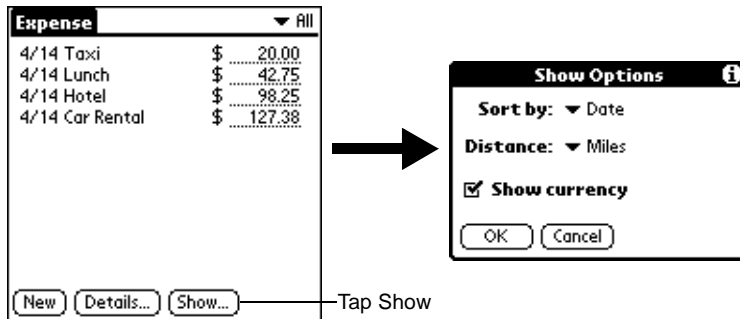 Expense All
4/14 Taxi $ 20.00
4/14 Lunch $ 42.75
4/14 Hotel $ 98.25
4/14 Car Rental $ 127.38
New Details... Show...
Tap Show
Show Options i
Sort by: Date
Distance: Miles
Show currency
OK Cancel